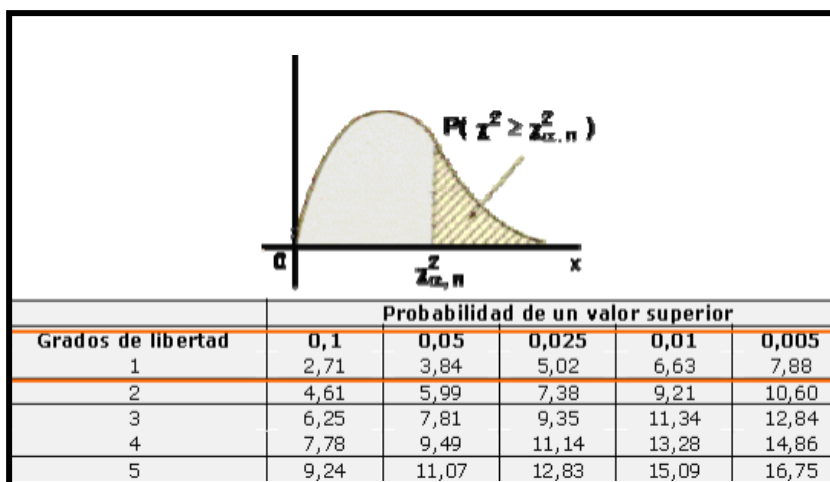 P( χ² ≥ χ²α, n )
0
χ²α, n
x
Probabilidad de un valor superior
Grados de libertad 0,1 0,05 0,025 0,01 0,005
1 2,71 3,84 5,02 6,63 7,88
2 4,61 5,99 7,38 9,21 10,60
3 6,25 7,81 9,35 11,34 12,84
4 7,78 9,49 11,14 13,28 14,86
5 9,24 11,07 12,83 15,09 16,75